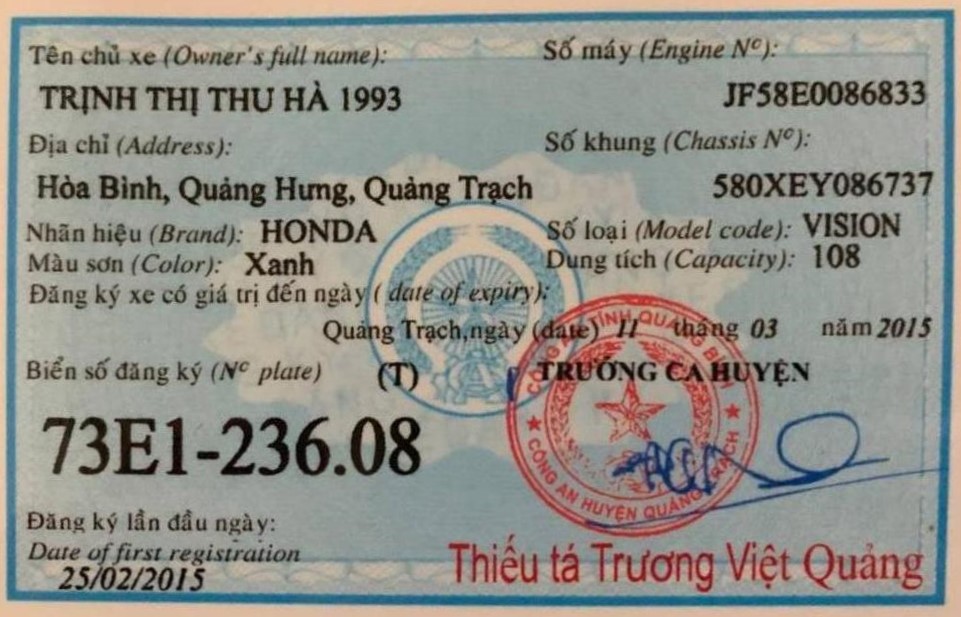 Tên chủ xe (Owner's full name):
TRỊNH THỊ THU HÀ 1993
Số máy (Engine Nº):
JF58E0086833
Địa chỉ (Address):
Hòa Bình, Quảng Hưng, Quảng Trạch
Số khung (Chassis Nº):
580XEY086737
Nhãn hiệu (Brand): HONDA
Số loại (Model code): VISION
Màu sơn (Color): Xanh
Dung tích (Capacity): 108
Đăng ký xe có giá trị đến ngày ( date of expiry):
Quảng Trạch,ngày (date) 11 tháng 03 năm 2015
Biển số đăng ký (Nº plate) (T)
TRƯỞNG CA HUYỆN
73E1-236.08
CÔNG AN TỈNH QUẢNG BÌNH
CÔNG AN HUYỆN QUẢNG TRẠCH
Đăng ký lần đầu ngày:
Date of first registration
25/02/2015
Thiếu tá Trương Việt Quảng